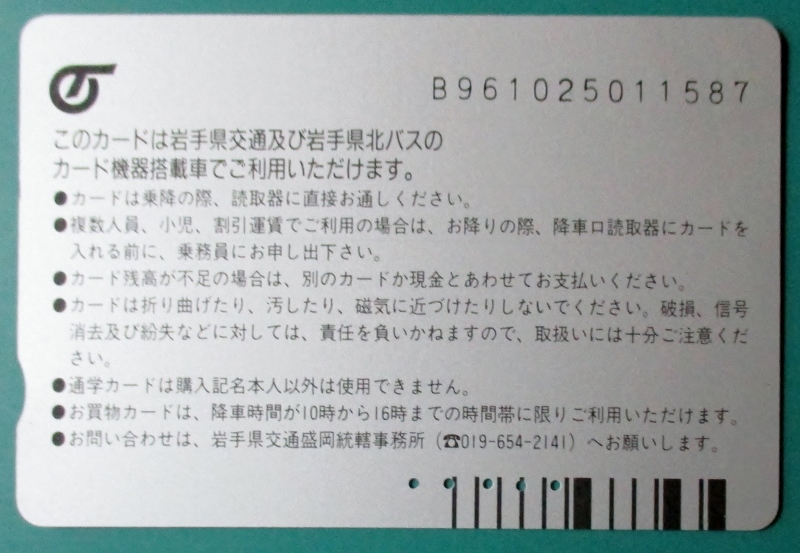 B961025011587
このカードは岩手県交通及び岩手県北バスの
カード機器搭載車でご利用いただけます。
●カードは乗降の際、読取器に直接お通しください。
●複数人員、小児、割引運賃でご利用の場合は、お降りの際、降車口読取器にカードを
入れる前に、乗務員にお申し出下さい。
●カード残高が不足の場合は、別のカードか現金とあわせてお支払いください。
●カードは折り曲げたり、汚したり、磁気に近づけたりしないでください。破損、信号
消去及び紛失などに対しては、責任を負いかねますので、取扱いには十分ご注意くだ
さい。
●通学カードは購入記名本人以外は使用できません。
●お買物カードは、降車時間が10時から16時までの時間帯に限りご利用いただけます。
●お問い合わせは、岩手県交通盛岡統轄事務所（☎019-654-2141）へお願いします。